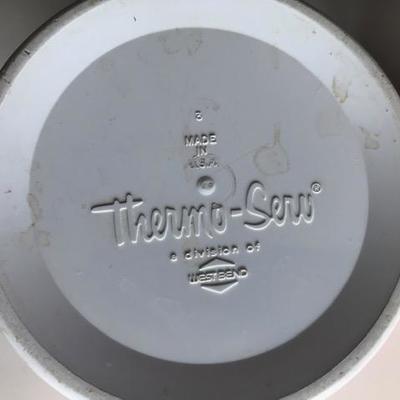 3
MADE
IN
U.S.A.
Thermo-Serv®
a division of
WEST BEND